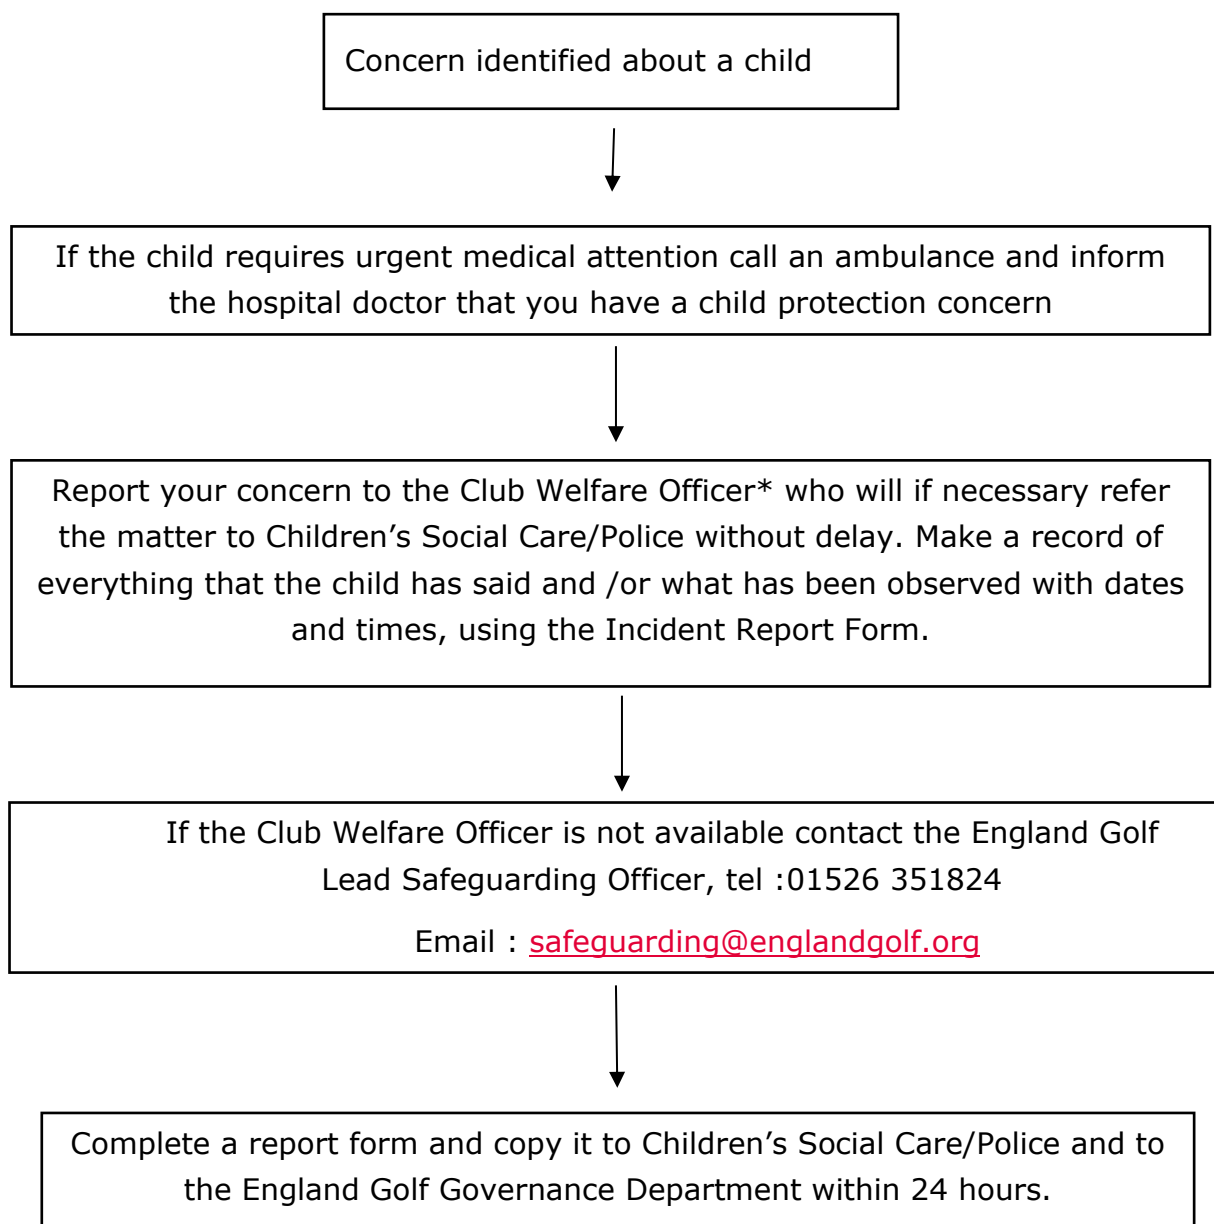 Concern identified about a child
If the child requires urgent medical attention call an ambulance and inform
the hospital doctor that you have a child protection concern
Report your concern to the Club Welfare Officer* who will if necessary refer
the matter to Children’s Social Care/Police without delay. Make a record of
everything that the child has said and /or what has been observed with dates
and times, using the Incident Report Form.
If the Club Welfare Officer is not available contact the England Golf
Lead Safeguarding Officer, tel :01526 351824
Email : safeguarding@englandgolf.org
Complete a report form and copy it to Children’s Social Care/Police and to
the England Golf Governance Department within 24 hours.